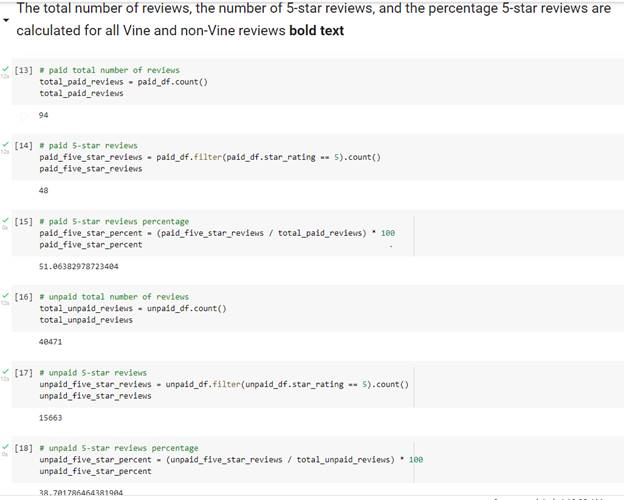 The total number of reviews, the number of 5-star reviews, and the percentage 5-star reviews are
calculated for all Vine and non-Vine reviews bold text
[13] # paid total number of reviews
total_paid_reviews = paid_df.count()
total_paid_reviews
94
[14] # paid 5-star reviews
paid_five_star_reviews = paid_df.filter(paid_df.star_rating == 5).count()
paid_five_star_reviews
48
[15] # paid 5-star reviews percentage
paid_five_star_percent = (paid_five_star_reviews / total_paid_reviews) * 100
paid_five_star_percent
51.06382978723404
[16] # unpaid total number of reviews
total_unpaid_reviews = unpaid_df.count()
total_unpaid_reviews
40471
[17] # unpaid 5-star reviews
unpaid_five_star_reviews = unpaid_df.filter(unpaid_df.star_rating == 5).count()
unpaid_five_star_reviews
15663
[18] # unpaid 5-star reviews percentage
unpaid_five_star_percent = (unpaid_five_star_reviews / total_unpaid_reviews) * 100
unpaid_five_star_percent
38.701786464381904